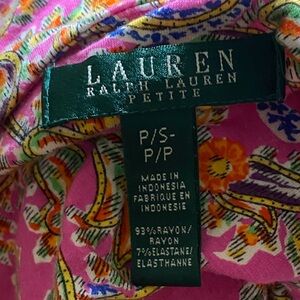 LAUREN
RALPH LAUREN
PETITE
P/S-
P/P
MADE IN
INDONESIA
FABRIQUE EN
INDONESIE
93%RAYON/
RAYON
7%ELASTANE/
ELASTHANNE